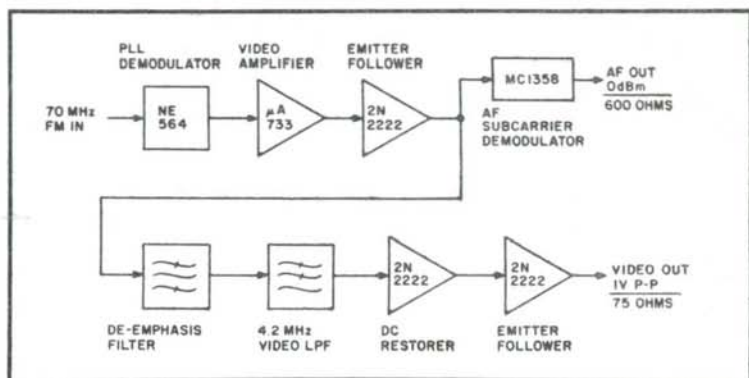 PLL
DEMODULATOR
VIDEO
AMPLIFIER
EMITTER
FOLLOWER
70 MHz
FM IN
NE
564
µA
733
2N
2222
MC1358
AF OUT
0dBm
600 OHMS
AF
SUBCARRIER
DEMODULATOR
2N
2222
2N
2222
VIDEO OUT
1V P-P
75 OHMS
DE-EMPHASIS
FILTER
4.2 MHz
VIDEO LPF
DC
RESTORER
EMITTER
FOLLOWER